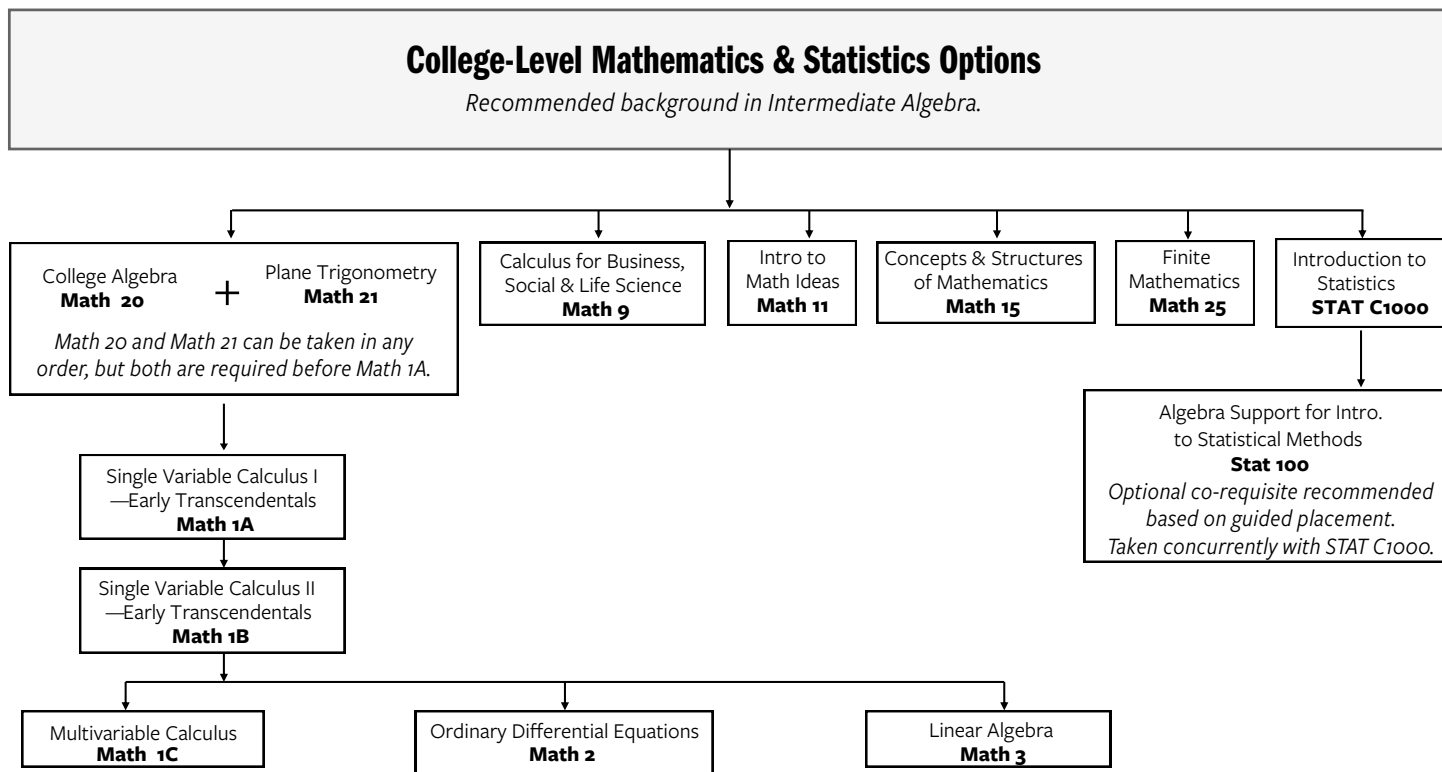 College-Level Mathematics & Statistics Options
Recommended background in Intermediate Algebra.
College Algebra
Math 20
+
Plane Trigonometry
Math 21
Math 20 and Math 21 can be taken in any
order, but both are required before Math 1A.
Calculus for Business,
Social & Life Science
Math 9
Intro to
Math Ideas
Math 11
Concepts & Structures
of Mathematics
Math 15
Finite
Mathematics
Math 25
Introduction to
Statistics
STAT C1000
Algebra Support for Intro.
to Statistical Methods
Stat 100
Optional co-requisite recommended
based on guided placement.
Taken concurrently with STAT C1000.
Single Variable Calculus I
—Early Transcendentals
Math 1A
Single Variable Calculus II
—Early Transcendentals
Math 1B
Multivariable Calculus
Math 1C
Ordinary Differential Equations
Math 2
Linear Algebra
Math 3